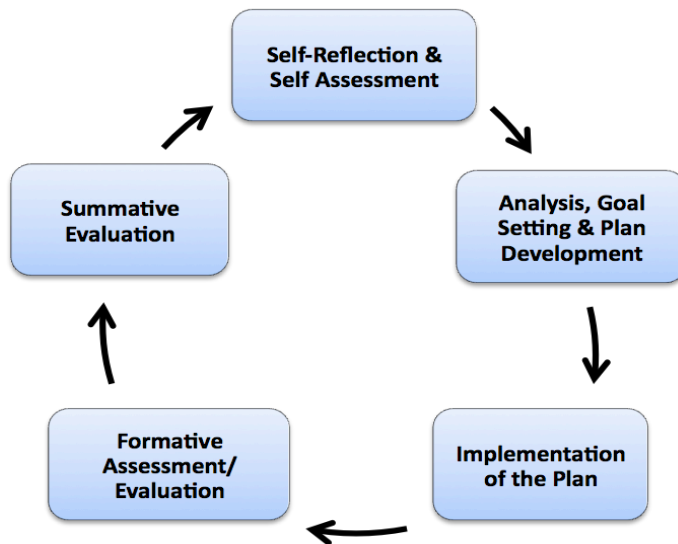 Self-Reflection &
Self Assessment
Analysis, Goal
Setting & Plan
Development
Implementation
of the Plan
Formative
Assessment/
Evaluation
Summative
Evaluation